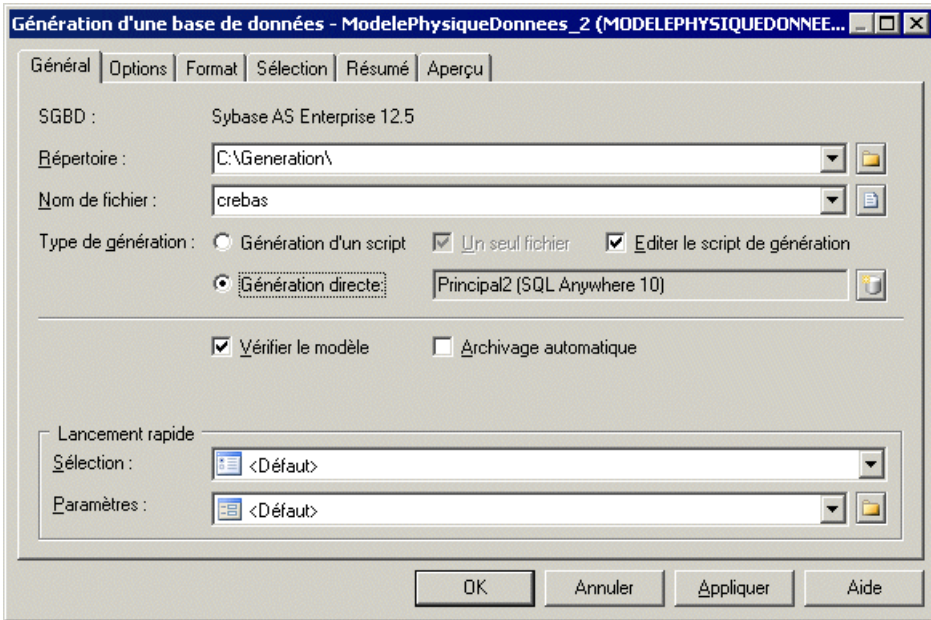 Génération d'une base de données - ModelePhysiqueDonnees_2 (MODELEPHYSIQUEDONNEE...
Général Options Format Sélection Résumé Aperçu
SGBD : Sybase AS Enterprise 12.5
Répertoire : C:\Generation\
Nom de fichier : crebas
Type de génération : Génération d'un script Un seul fichier Editer le script de génération
Génération directe: Principal2 (SQL Anywhere 10)
Vérifier le modèle Archivage automatique
Lancement rapide
Sélection : <Défaut>
Paramètres : <Défaut>
OK Annuler Appliquer Aide